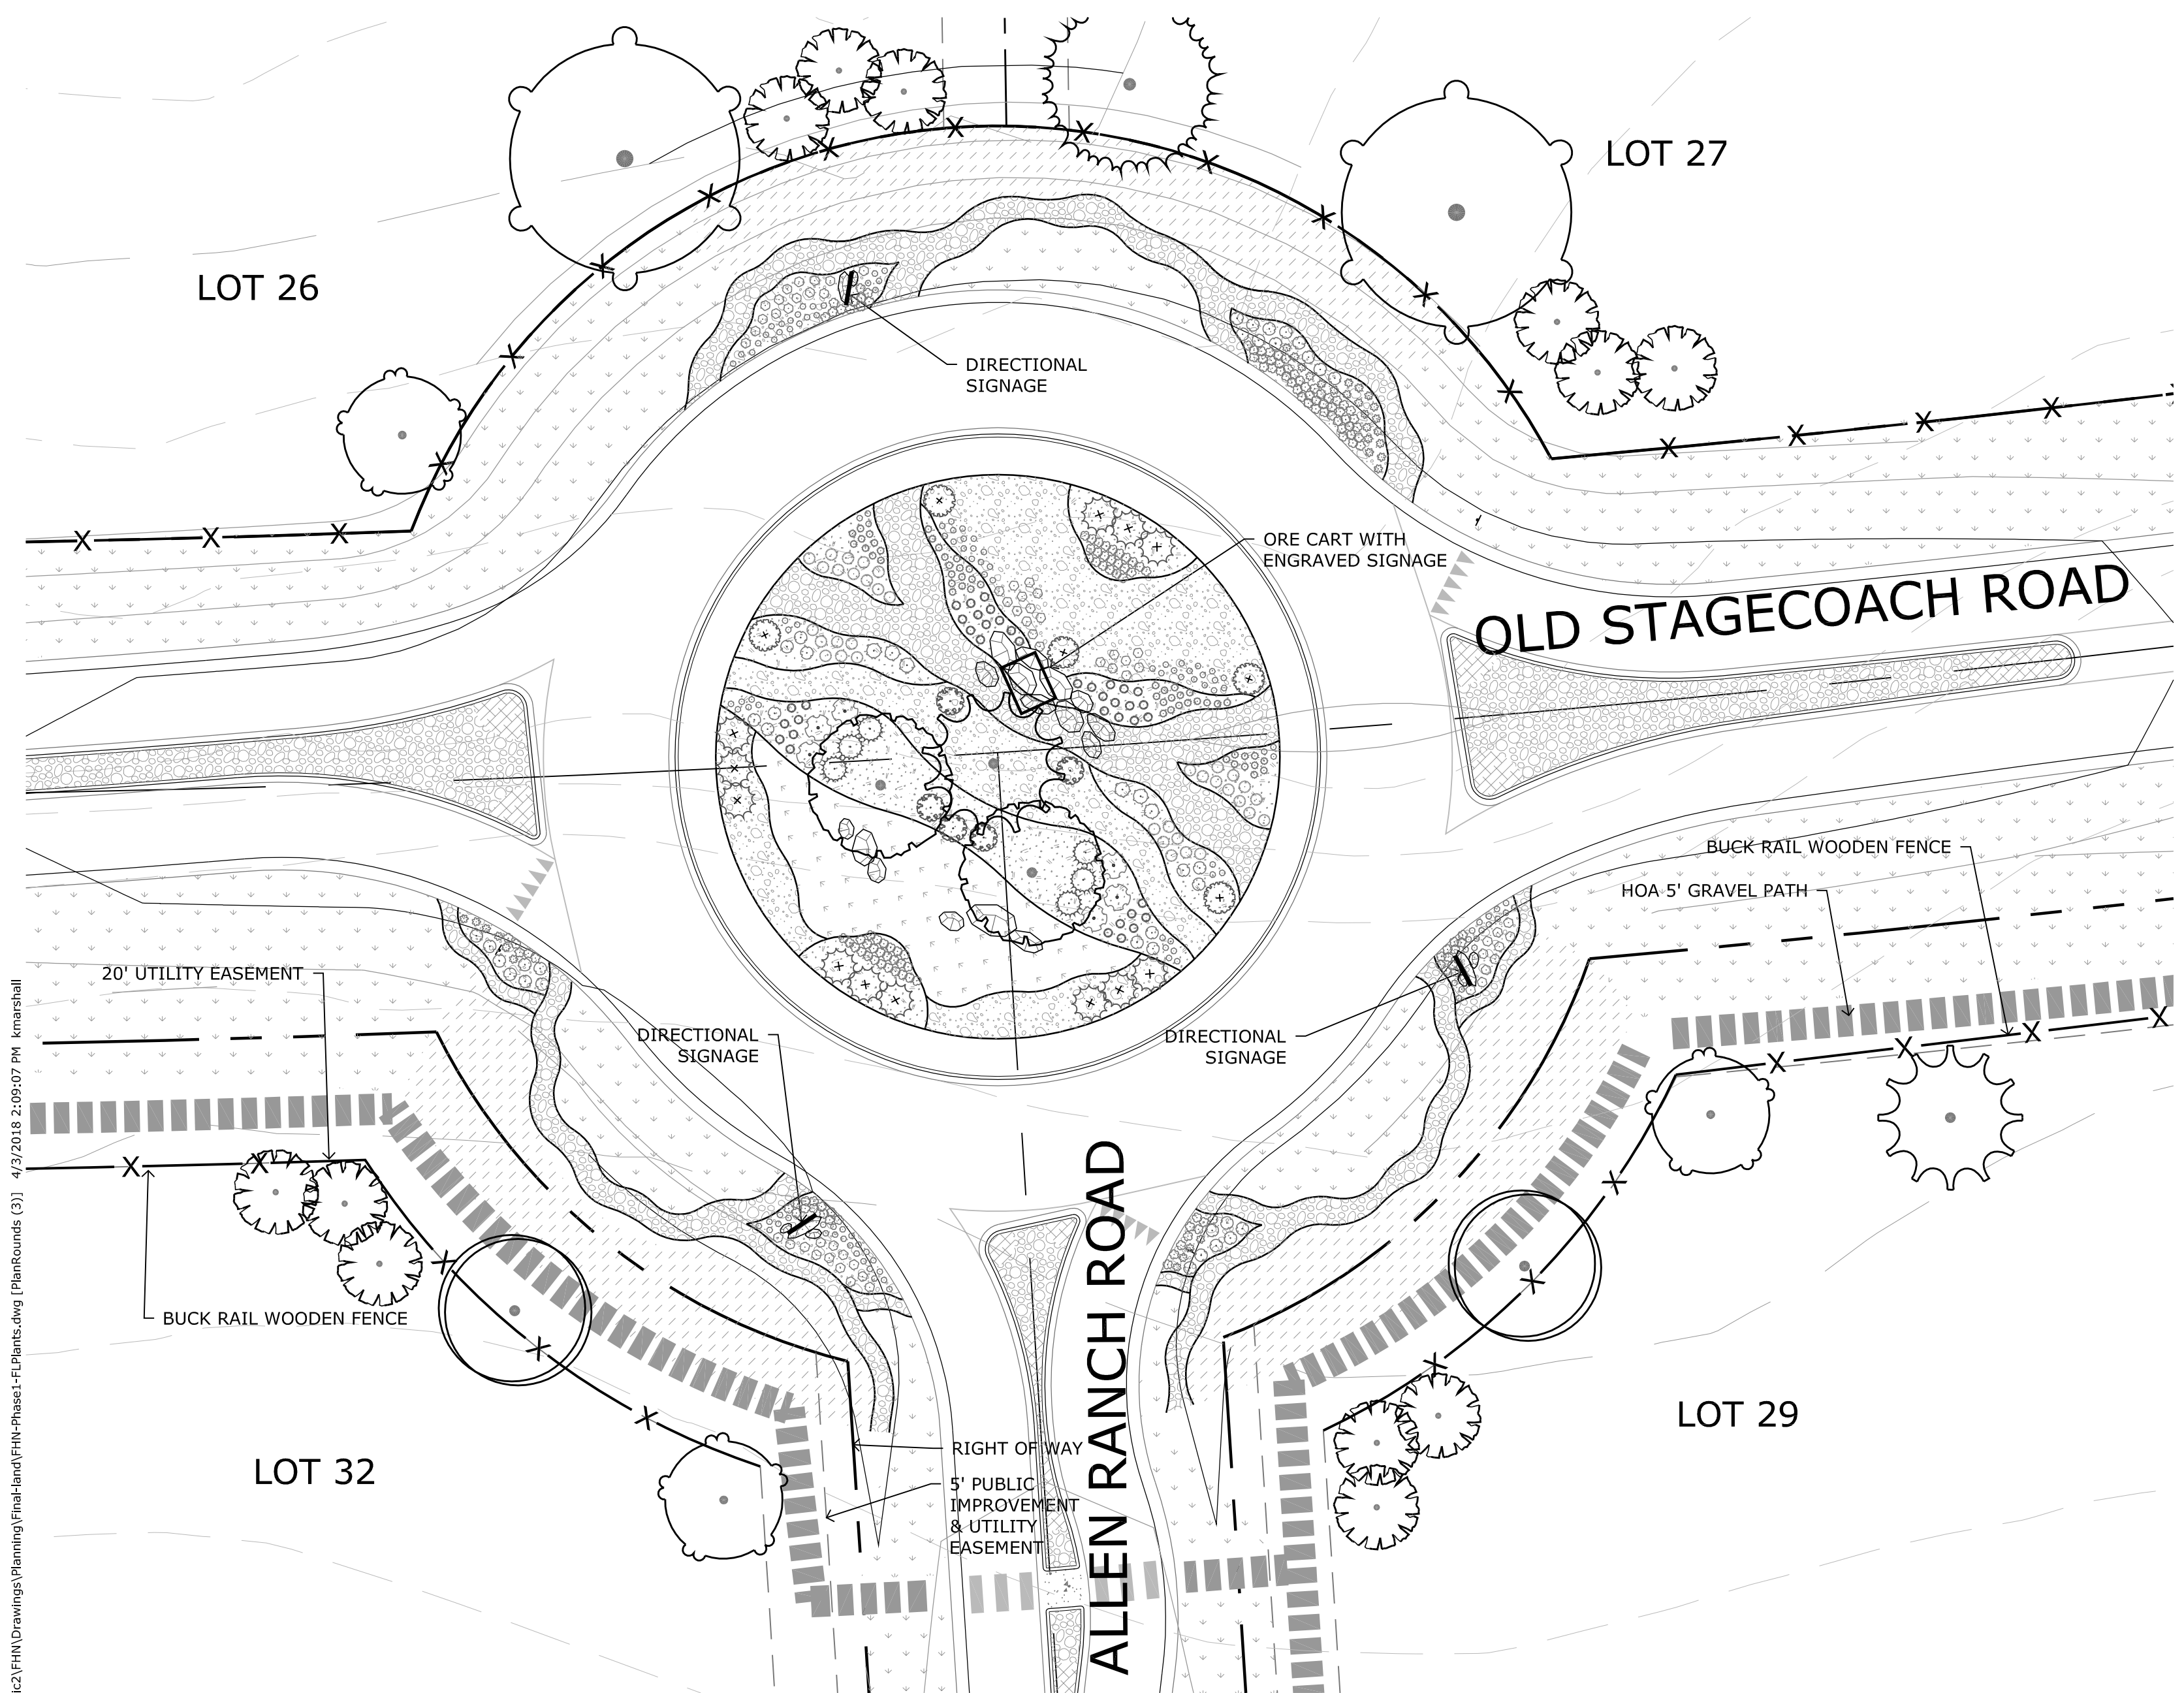 LOT 27
LOT 26
DIRECTIONAL
SIGNAGE
ORE CART WITH
ENGRAVED SIGNAGE
OLD STAGECOACH ROAD
BUCK RAIL WOODEN FENCE
HOA 5' GRAVEL PATH
20' UTILITY EASEMENT
DIRECTIONAL
SIGNAGE
DIRECTIONAL
SIGNAGE
BUCK RAIL WOODEN FENCE
ALLEN RANCH ROAD
LOT 29
RIGHT OF WAY
LOT 32
5' PUBLIC
IMPROVEMENT
& UTILITY
EASEMENT
ic2\FHN\Drawings\Planning\Final-land\FHN-Phase1-FLPlants.dwg [PlanRounds (3)] 4/3/2018 2:09:07 PM kmarshall